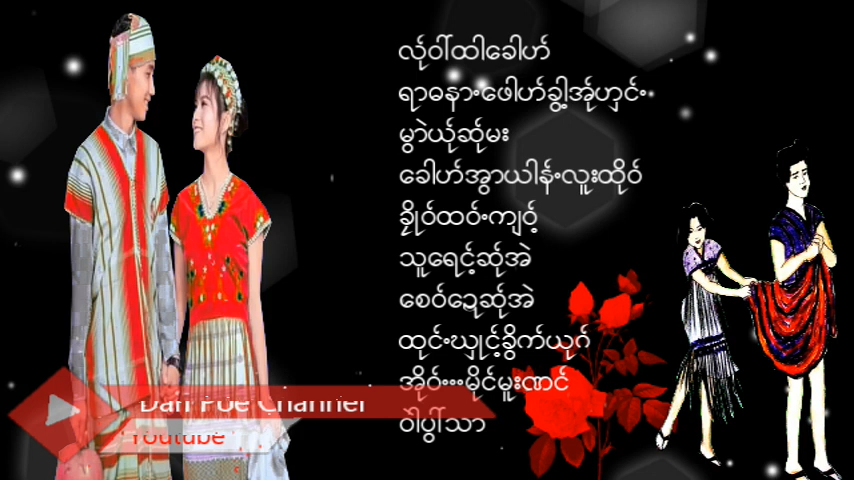 လုဲဝါ်ထါခေါဟ်
ရာဓနာႉဖေါဟ်ခွါ့အုဲဟှင်ႉ
မွာဲယုဲဆုဲမး
ခေါဟ်အွာယါန်ႉလူးထိုဝ်
ခၠိုဝ်ထဝ်ႉကျဝ့်
သူရေင့်ဆုဲအဲ
စေဝ်ဍေဆုဲအဲ
ထုင်ႉဃှုင့်ခွိက်ယုဂ်
အိုဝ်ႉႉႉမိုင်မူးဏင်
ဝါပွါ်သာ
Dan Poe Channel
Youtube